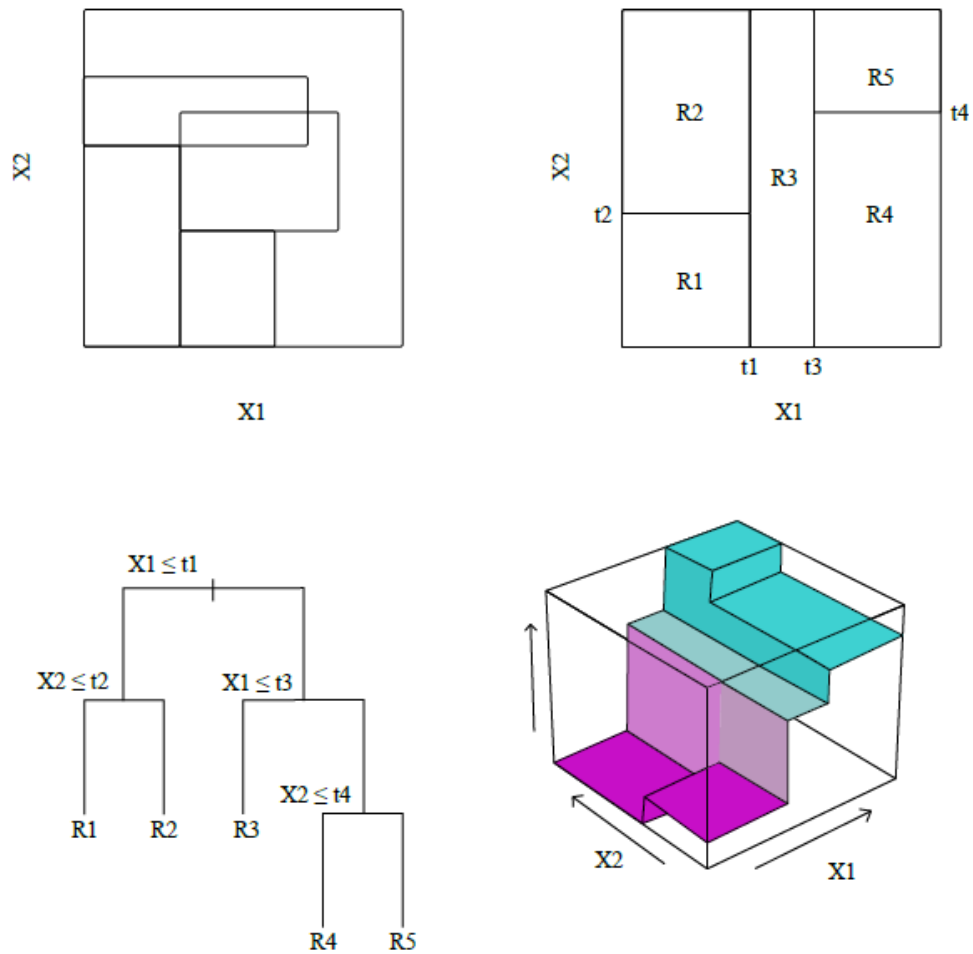 X2
X1
R5
R2
t4
X2
R3
t2
R4
R1
t1
t3
X1
X1 ≤ t1
X2 ≤ t2
X1 ≤ t3
X2 ≤ t4
R1
R2
R3
R4
R5
X2
X1